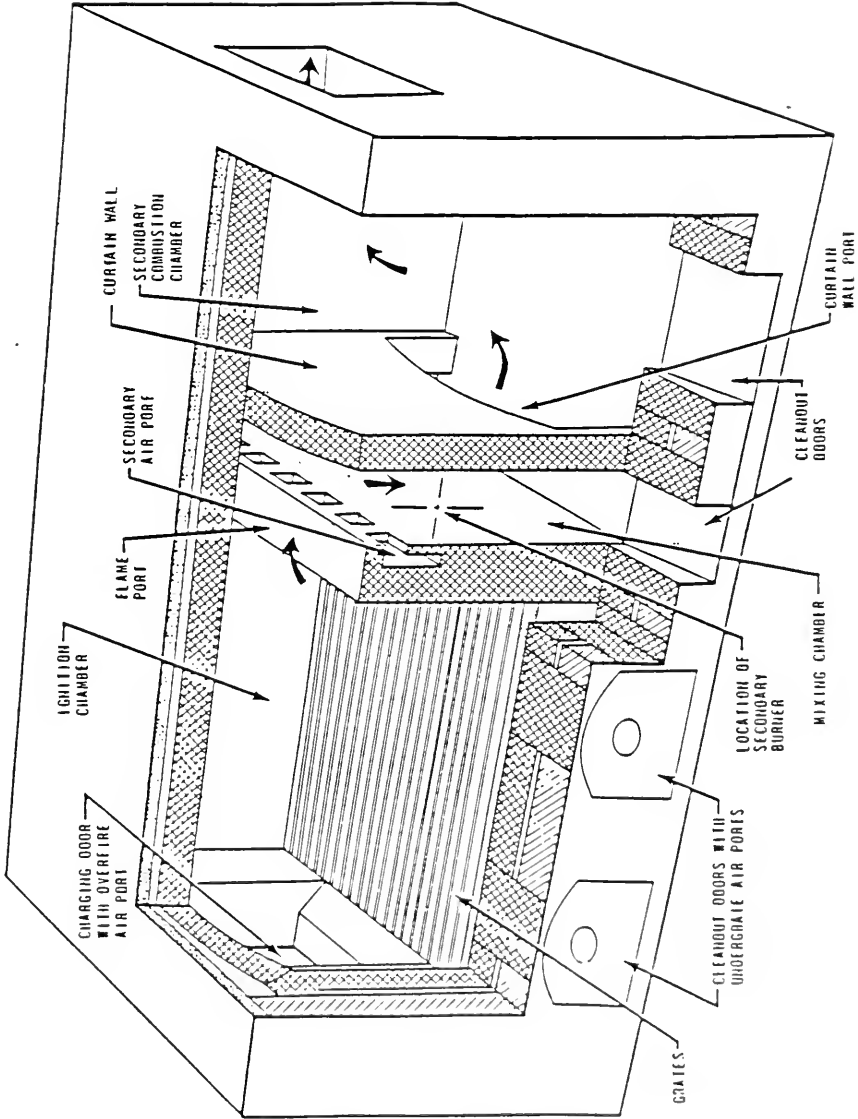 IGNITION
CHAMBER
FLAME
PORT
SECONDARY
AIR PORT
CURTAIN WALL
SECONDARY
COMBUSTION
CHAMBER
CHARGING DOOR
WITH OVERFIRE
AIR PORT
GRATES
CLEANOUT DOORS WITH
UNDERGRATE AIR PORTS
LOCATION OF
SECONDARY
BURNER
MIXING CHAMBER
CLEANOUT
DOORS
CURTAIN
WALL PORT